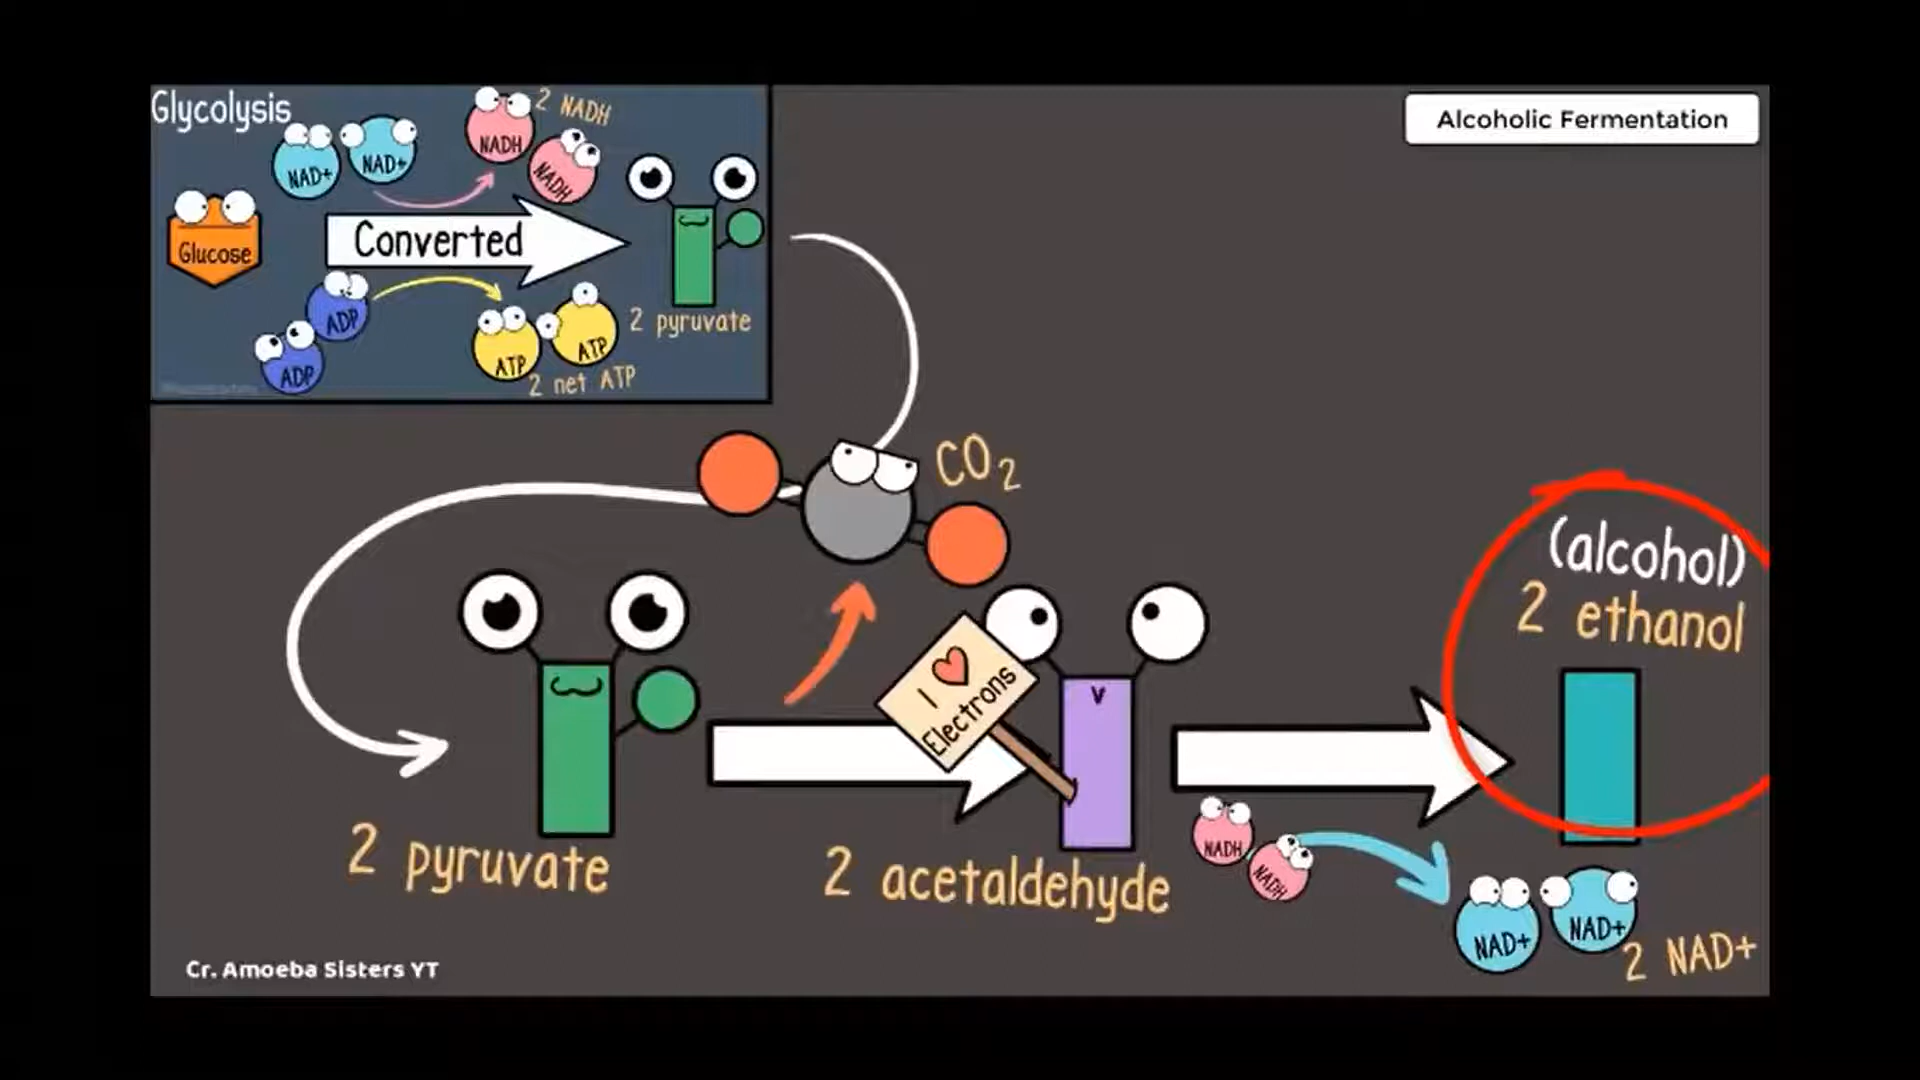 Glycolysis
2 NADH
NADH
NADH
NAD+
NAD+
Glucose
Converted
ADP
ADP
ATP
ATP
2 net ATP
2 pyruvate
Alcoholic Fermentation
CO2
(alcohol)
2 ethanol
I ❤
Electrons
2 pyruvate
2 acetaldehyde
NADH
NADH
NAD+
NAD+
2 NAD+
Cr. Amoeba Sisters YT